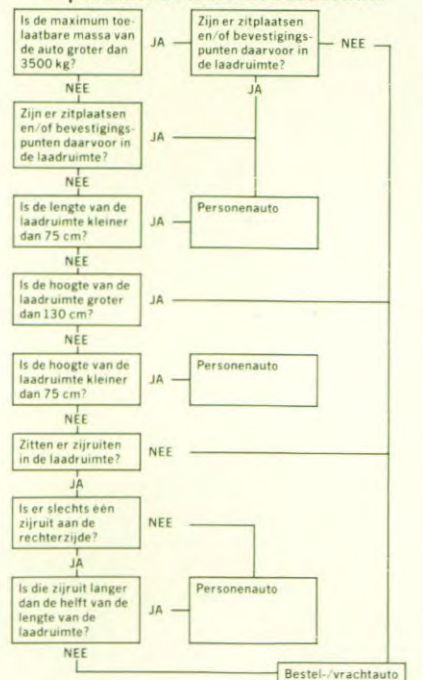 Is de maximum toe-
laatbare massa van
de auto groter dan
3500 kg?
JA
Zijn er zitplaatsen
en/of bevestigings-
punten daarvoor in
de laadruimte?
NEE
NEE
JA
Zijn er zitplaatsen
en/of bevestigings-
punten daarvoor in
de laadruimte?
JA
NEE
Is de lengte van de
laadruimte kleiner
dan 75 cm?
JA
Personenauto
NEE
Is de hoogte van de
laadruimte groter
dan 130 cm?
JA
NEE
Is de hoogte van de
laadruimte kleiner
dan 75 cm?
JA
Personenauto
NEE
Zitten er zijruiten
in de laadruimte?
NEE
JA
Is er slechts één
zijruit aan de
rechterzijde?
NEE
JA
Is die zijruit langer
dan de helft van de
lengte van de
laadruimte?
JA
Personenauto
NEE
Bestel-/vrachtauto